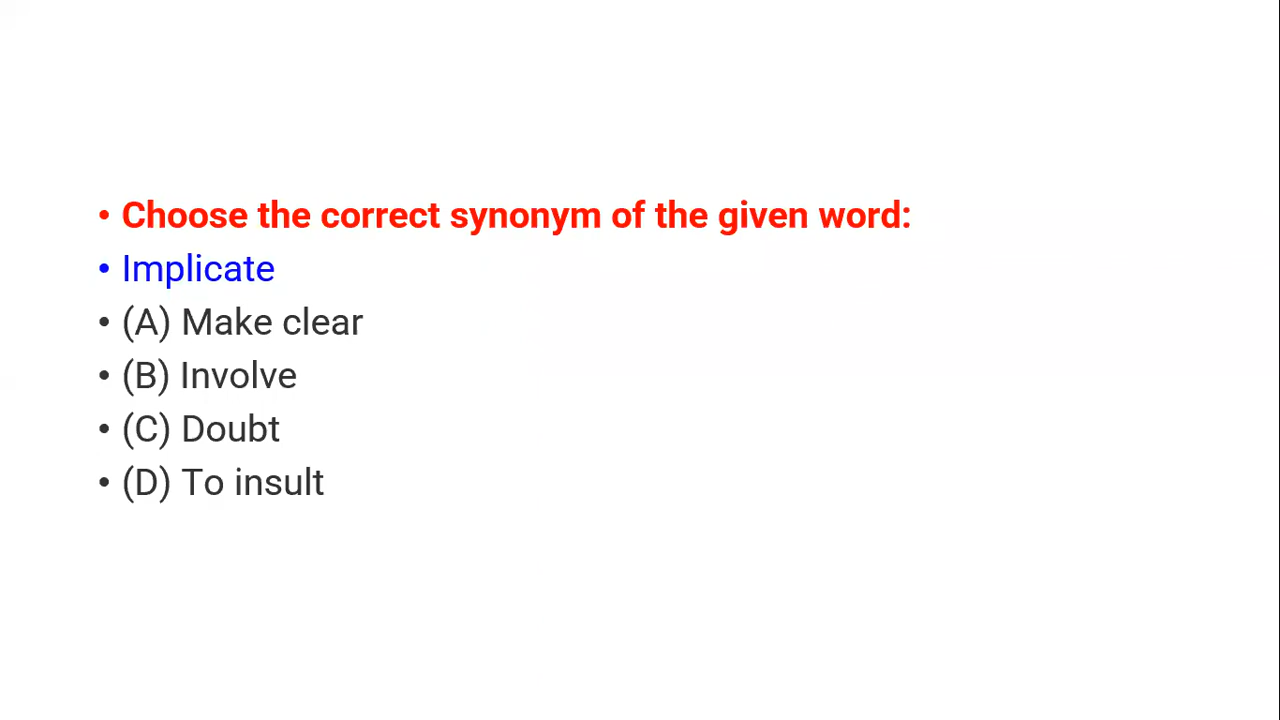 • Choose the correct synonym of the given word:
• Implicate
• (A) Make clear
• (B) Involve
• (C) Doubt
• (D) To insult